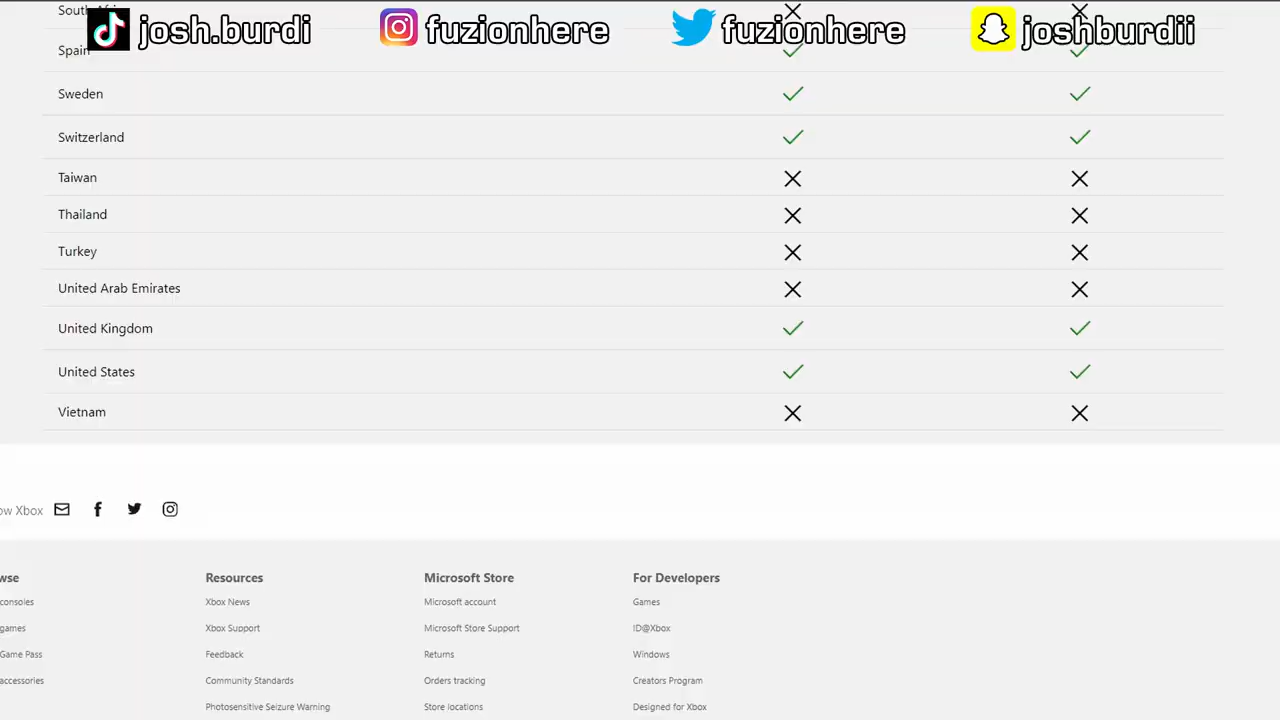 josh.burdi fuzionhere fuzionhere joshburdii
Spain
Sweden
Switzerland
Taiwan
Thailand
Turkey
United Arab Emirates
United Kingdom
United States
Vietnam
ow Xbox
wse Resources Microsoft Store For Developers
consoles Xbox News Microsoft account Games
games Xbox Support Microsoft Store Support ID@Xbox
Game Pass Feedback Returns Windows
accessories Community Standards Orders tracking Creators Program
Photosensitive Seizure Warning Store locations Designed for Xbox